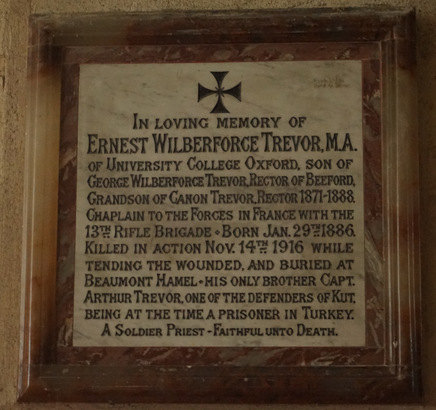 IN LOVING MEMORY OF
ERNEST WILBERFORCE TREVOR, M.A.
OF UNIVERSITY COLLEGE OXFORD, SON OF
GEORGE WILBERFORCE TREVOR, RECTOR OF BEEFORD,
GRANDSON OF CANON TREVOR, RECTOR 1871-1888.
CHAPLAIN TO THE FORCES IN FRANCE WITH THE
13TH RIFLE BRIGADE • BORN JAN. 29TH 1886.
KILLED IN ACTION NOV. 14TH 1916 WHILE
TENDING THE WOUNDED, AND BURIED AT
BEAUMONT HAMEL • HIS ONLY BROTHER CAPT.
ARTHUR TREVOR, ONE OF THE DEFENDERS OF KUT,
BEING AT THE TIME A PRISONER IN TURKEY.
A SOLDIER PRIEST - FAITHFUL UNTO DEATH.